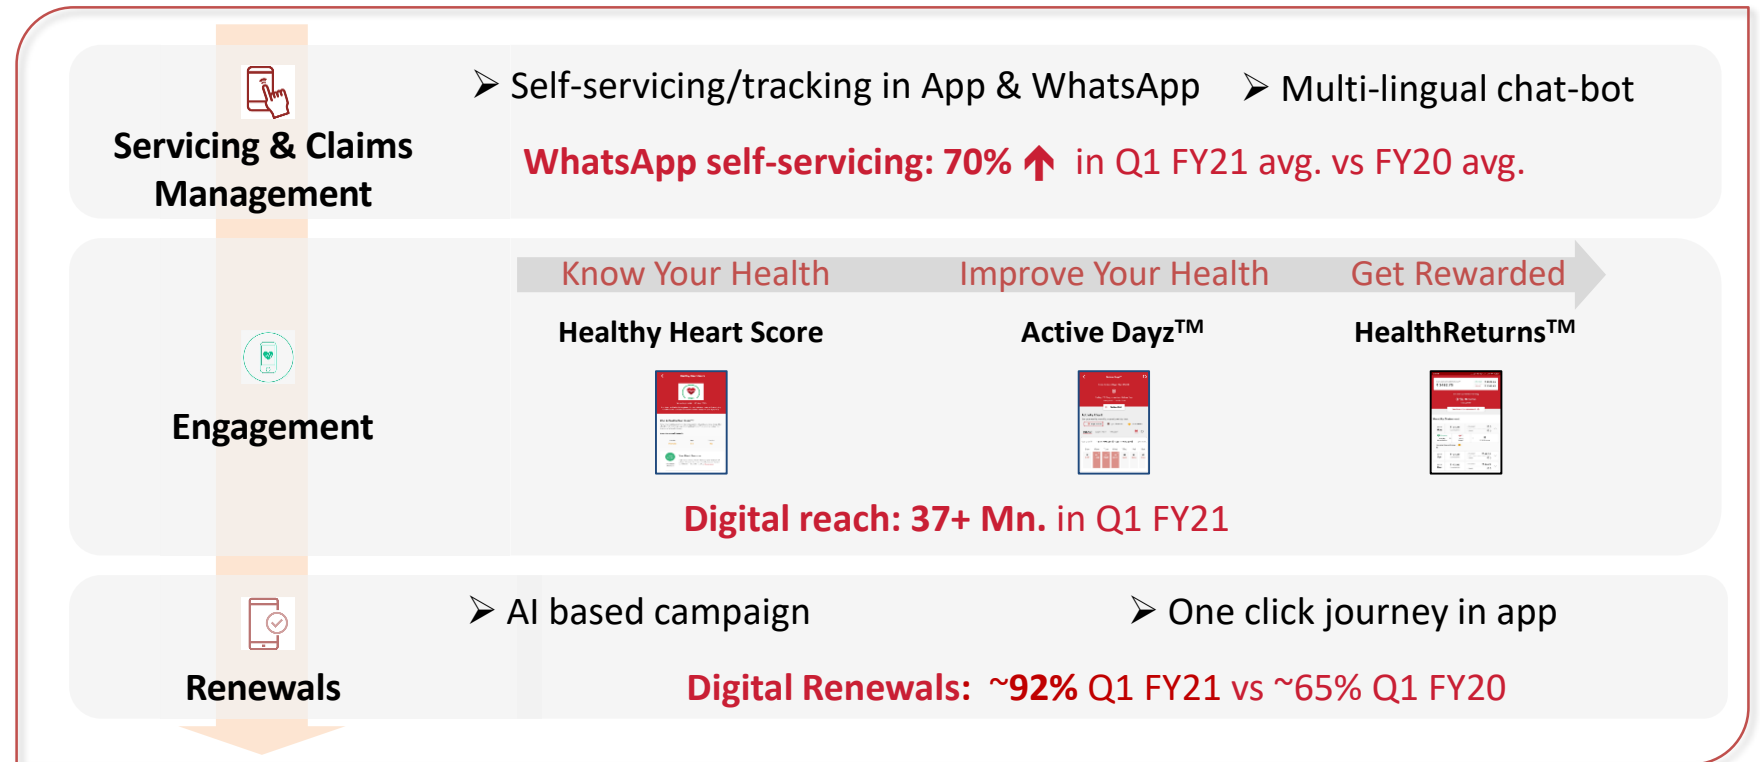 ➢ Self-servicing/tracking in App & WhatsApp ➢ Multi-lingual chat-bot
Servicing & Claims
Management
WhatsApp self-servicing: 70% ↑ in Q1 FY21 avg. vs FY20 avg.
Know Your Health Improve Your Health Get Rewarded
Healthy Heart Score Active Dayz™ HealthReturns™
Engagement
Digital reach: 37+ Mn. in Q1 FY21
➢ AI based campaign ➢ One click journey in app
Renewals
Digital Renewals: ~92% Q1 FY21 vs ~65% Q1 FY20